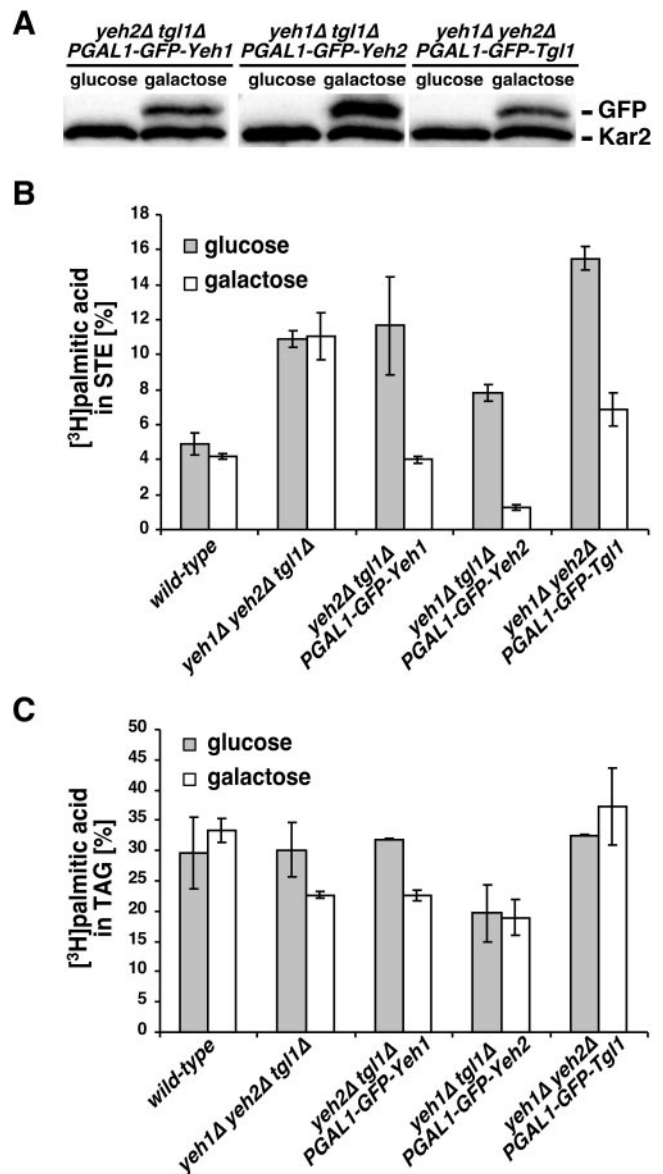 A
yeh2Δ tgl1Δ
PGAL1-GFP-Yeh1
yeh1Δ tgl1Δ
PGAL1-GFP-Yeh2
yeh1Δ yeh2Δ
PGAL1-GFP-Tgl1
glucose galactose
glucose galactose
glucose galactose
GFP
Kar2
B
[³H]palmitic acid
in STE [%]
18
16
14
12
10
8
6
4
2
0
glucose
galactose
wild-type
yeh1Δ yeh2Δ tgl1Δ
yeh2Δ tgl1Δ
PGAL1-GFP-Yeh1
yeh1Δ tgl1Δ
PGAL1-GFP-Yeh2
yeh1Δ yeh2Δ
PGAL1-GFP-Tgl1
C
[³H]palmitic acid
in TAG [%]
50
45
40
35
30
25
20
15
10
5
0
glucose
galactose
wild-type
yeh1Δ yeh2Δ tgl1Δ
yeh2Δ tgl1Δ
PGAL1-GFP-Yeh1
yeh1Δ tgl1Δ
PGAL1-GFP-Yeh2
yeh1Δ yeh2Δ
PGAL1-GFP-Tgl1